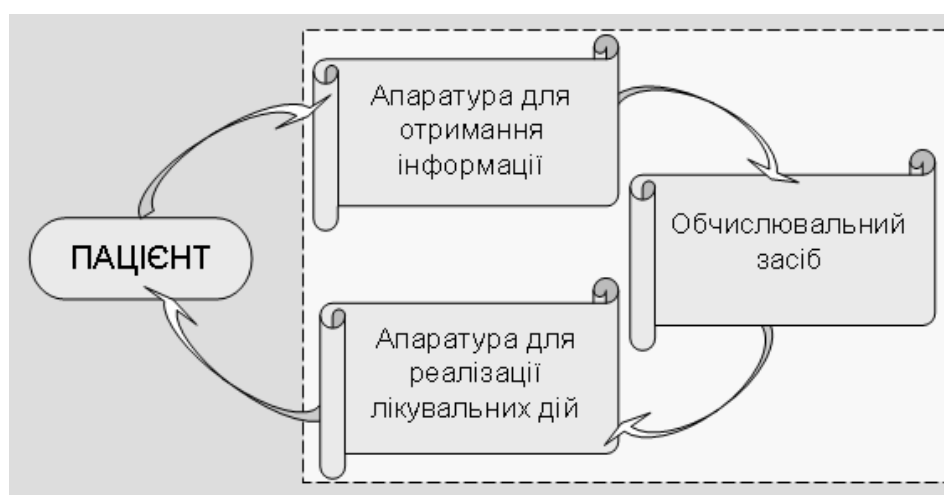 Апаратура для
отримання
інформації
Обчислювальний
засіб
ПАЦІЄНТ
Апаратура для
реалізації
лікувальних дій